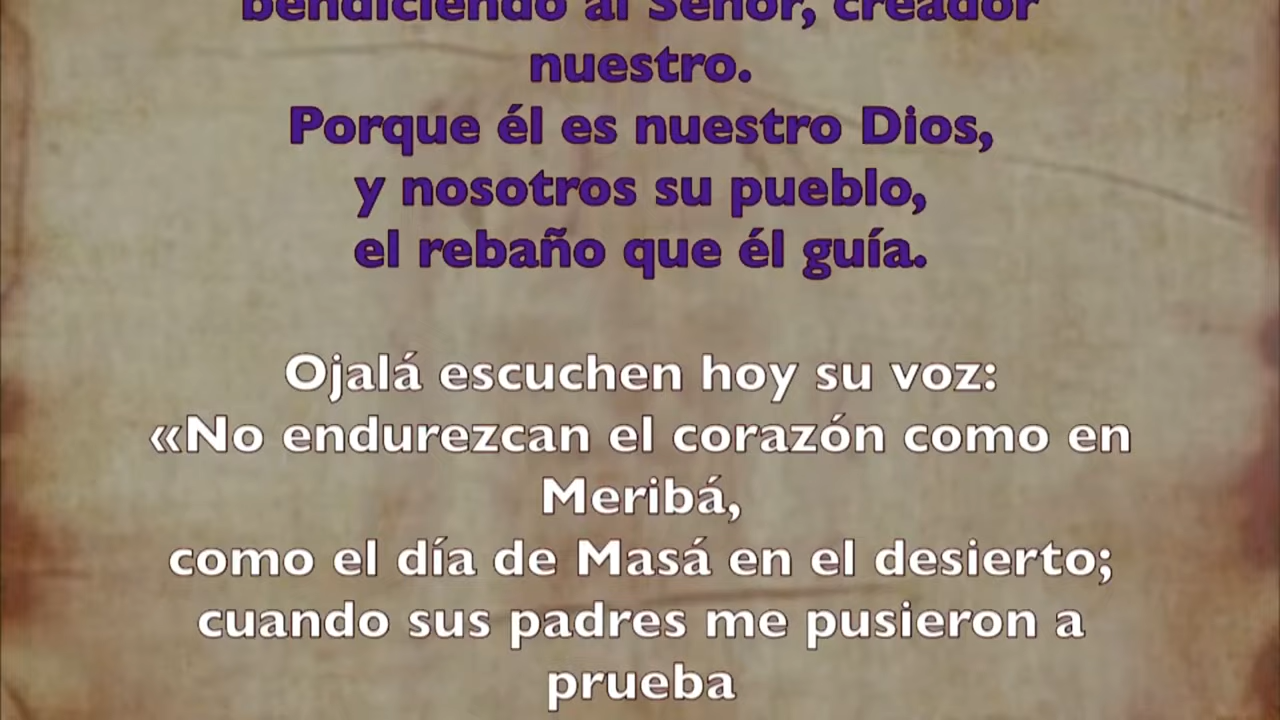 bendiciendo al Señor, creador
nuestro.
Porque él es nuestro Dios,
y nosotros su pueblo,
el rebaño que él guía.
Ojalá escuchen hoy su voz:
«No endurezcan el corazón como en
Meribá,
como el día de Masá en el desierto;
cuando sus padres me pusieron a
prueba